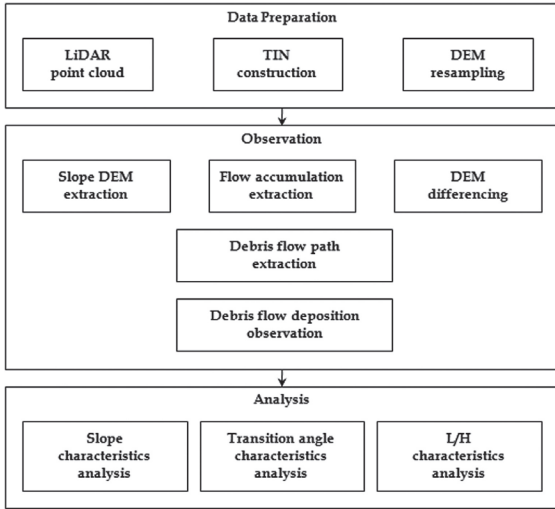 Data Preparation
LiDAR
point cloud
TIN
construction
DEM
resampling
Observation
Slope DEM
extraction
Flow accumulation
extraction
DEM
differencing
Debris flow path
extraction
Debris flow deposition
observation
Analysis
Slope
characteristics
analysis
Transition angle
characteristics
analysis
L/H
characteristics
analysis